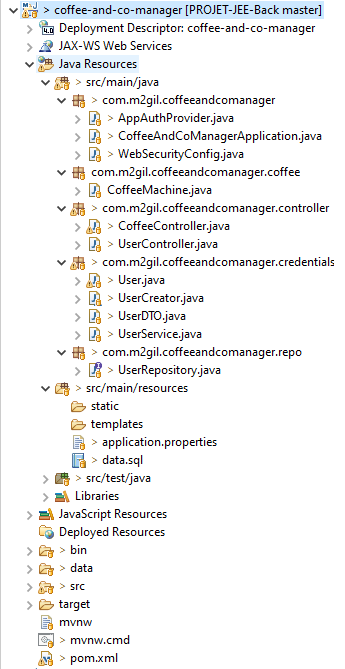 > coffee-and-co-manager [PROJET-JEE-Back master]
> Deployment Descriptor: coffee-and-co-manager
> JAX-WS Web Services
Java Resources
> src/main/java
> com.m2gil.coffeeandcomanager
> AppAuthProvider.java
> CoffeeAndCoManagerApplication.java
> WebSecurityConfig.java
com.m2gil.coffeeandcomanager.coffee
CoffeeMachine.java
> com.m2gil.coffeeandcomanager.controller
> CoffeeController.java
> UserController.java
> com.m2gil.coffeeandcomanager.credentials
> User.java
> UserCreator.java
> UserDTO.java
> UserService.java
> com.m2gil.coffeeandcomanager.repo
> UserRepository.java
> src/main/resources
static
templates
> application.properties
> data.sql
> src/test/java
> Libraries
> JavaScript Resources
Deployed Resources
> bin
> data
> src
> target
mvnw
> mvnw.cmd
> pom.xml